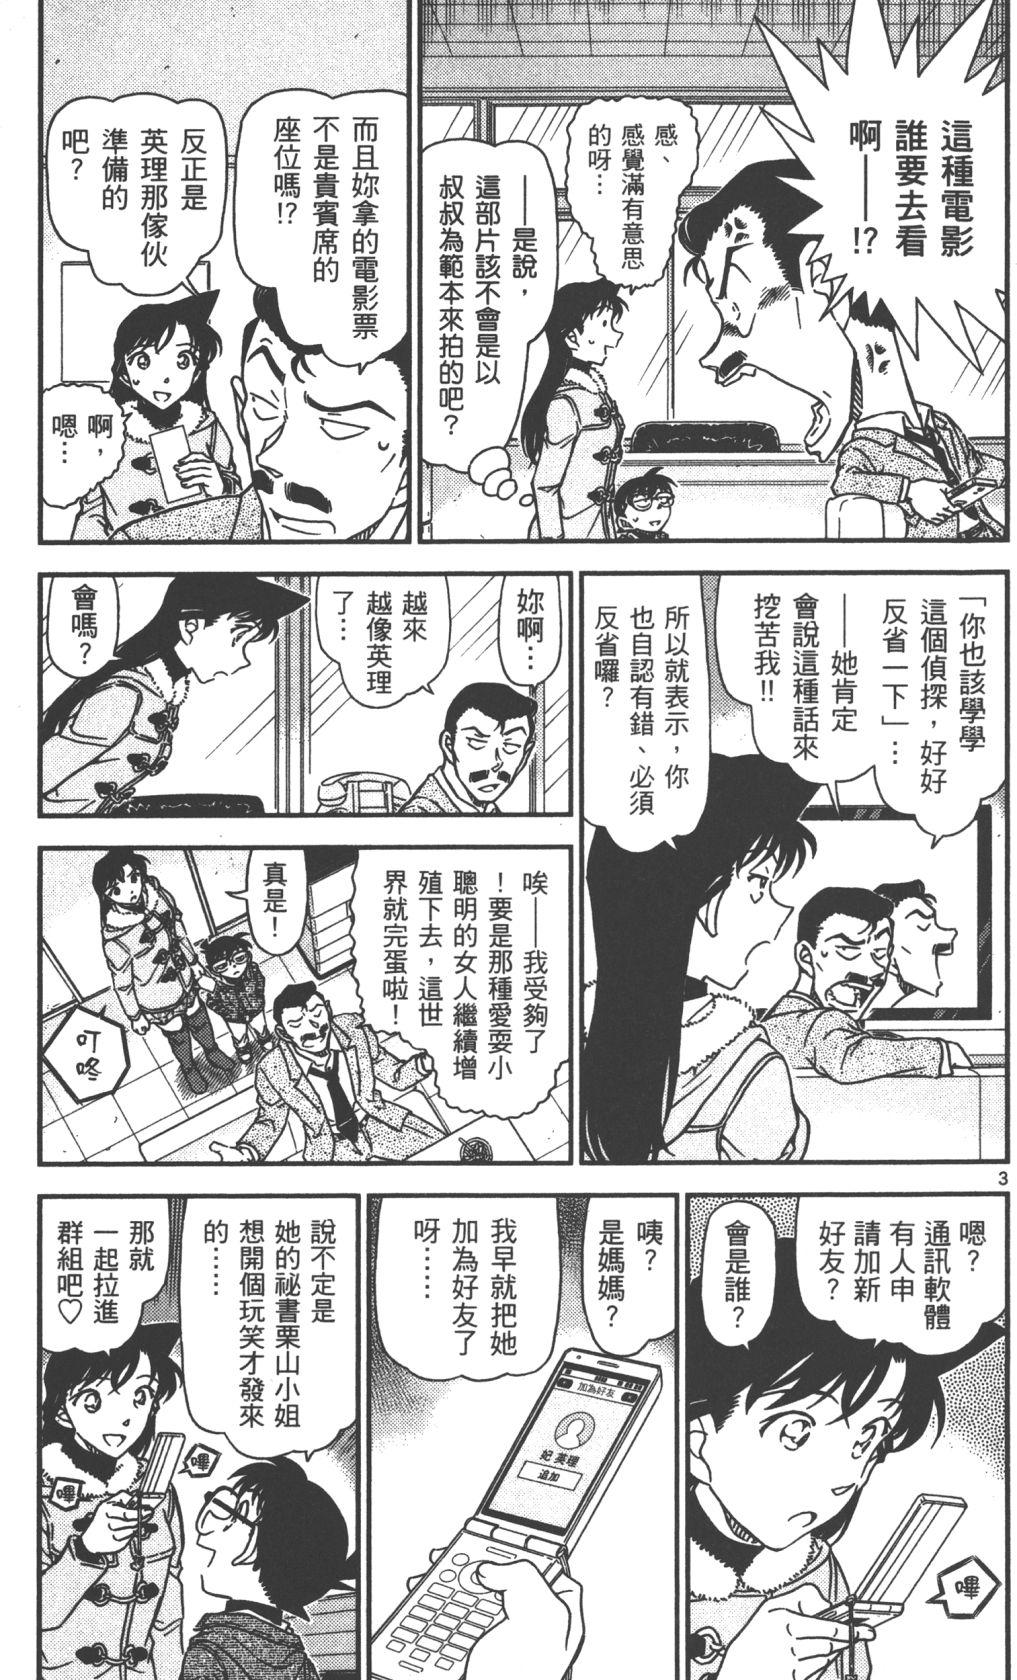 這種電影
誰要去看
啊——!?
感、
感覺滿有意思
的呀…
——是說，
這部片該不會是以
叔叔為範本來拍的吧？
而且妳拿的電影票
不是貴賓席的
座位嗎!?
反正是
英理那傢伙
準備的
吧？
啊，
嗯…
「你也該學學
這個偵探，好好
反省一下」…
——她肯定
會說這種話來
挖苦我!!
所以就表示，你
也自認有錯、必須
反省囉？
妳啊…
越來
越像英理
了…
會嗎？
唉——我受夠了
！要是那種愛耍小
聰明的女人繼續增
殖下去，這世
界就完蛋啦！
真是！
叮咚
3
嗯？
通訊軟體
有人申
請加新
好友？
會是誰？
嗶
咦？
是媽媽？
我早就把她
加為好友了
呀……
加為好友
妃 英理
追加
說不定是
她的祕書栗山小姐
想開個玩笑才發來
的……
那就
一起拉進
群組吧♡
嗶
嗶